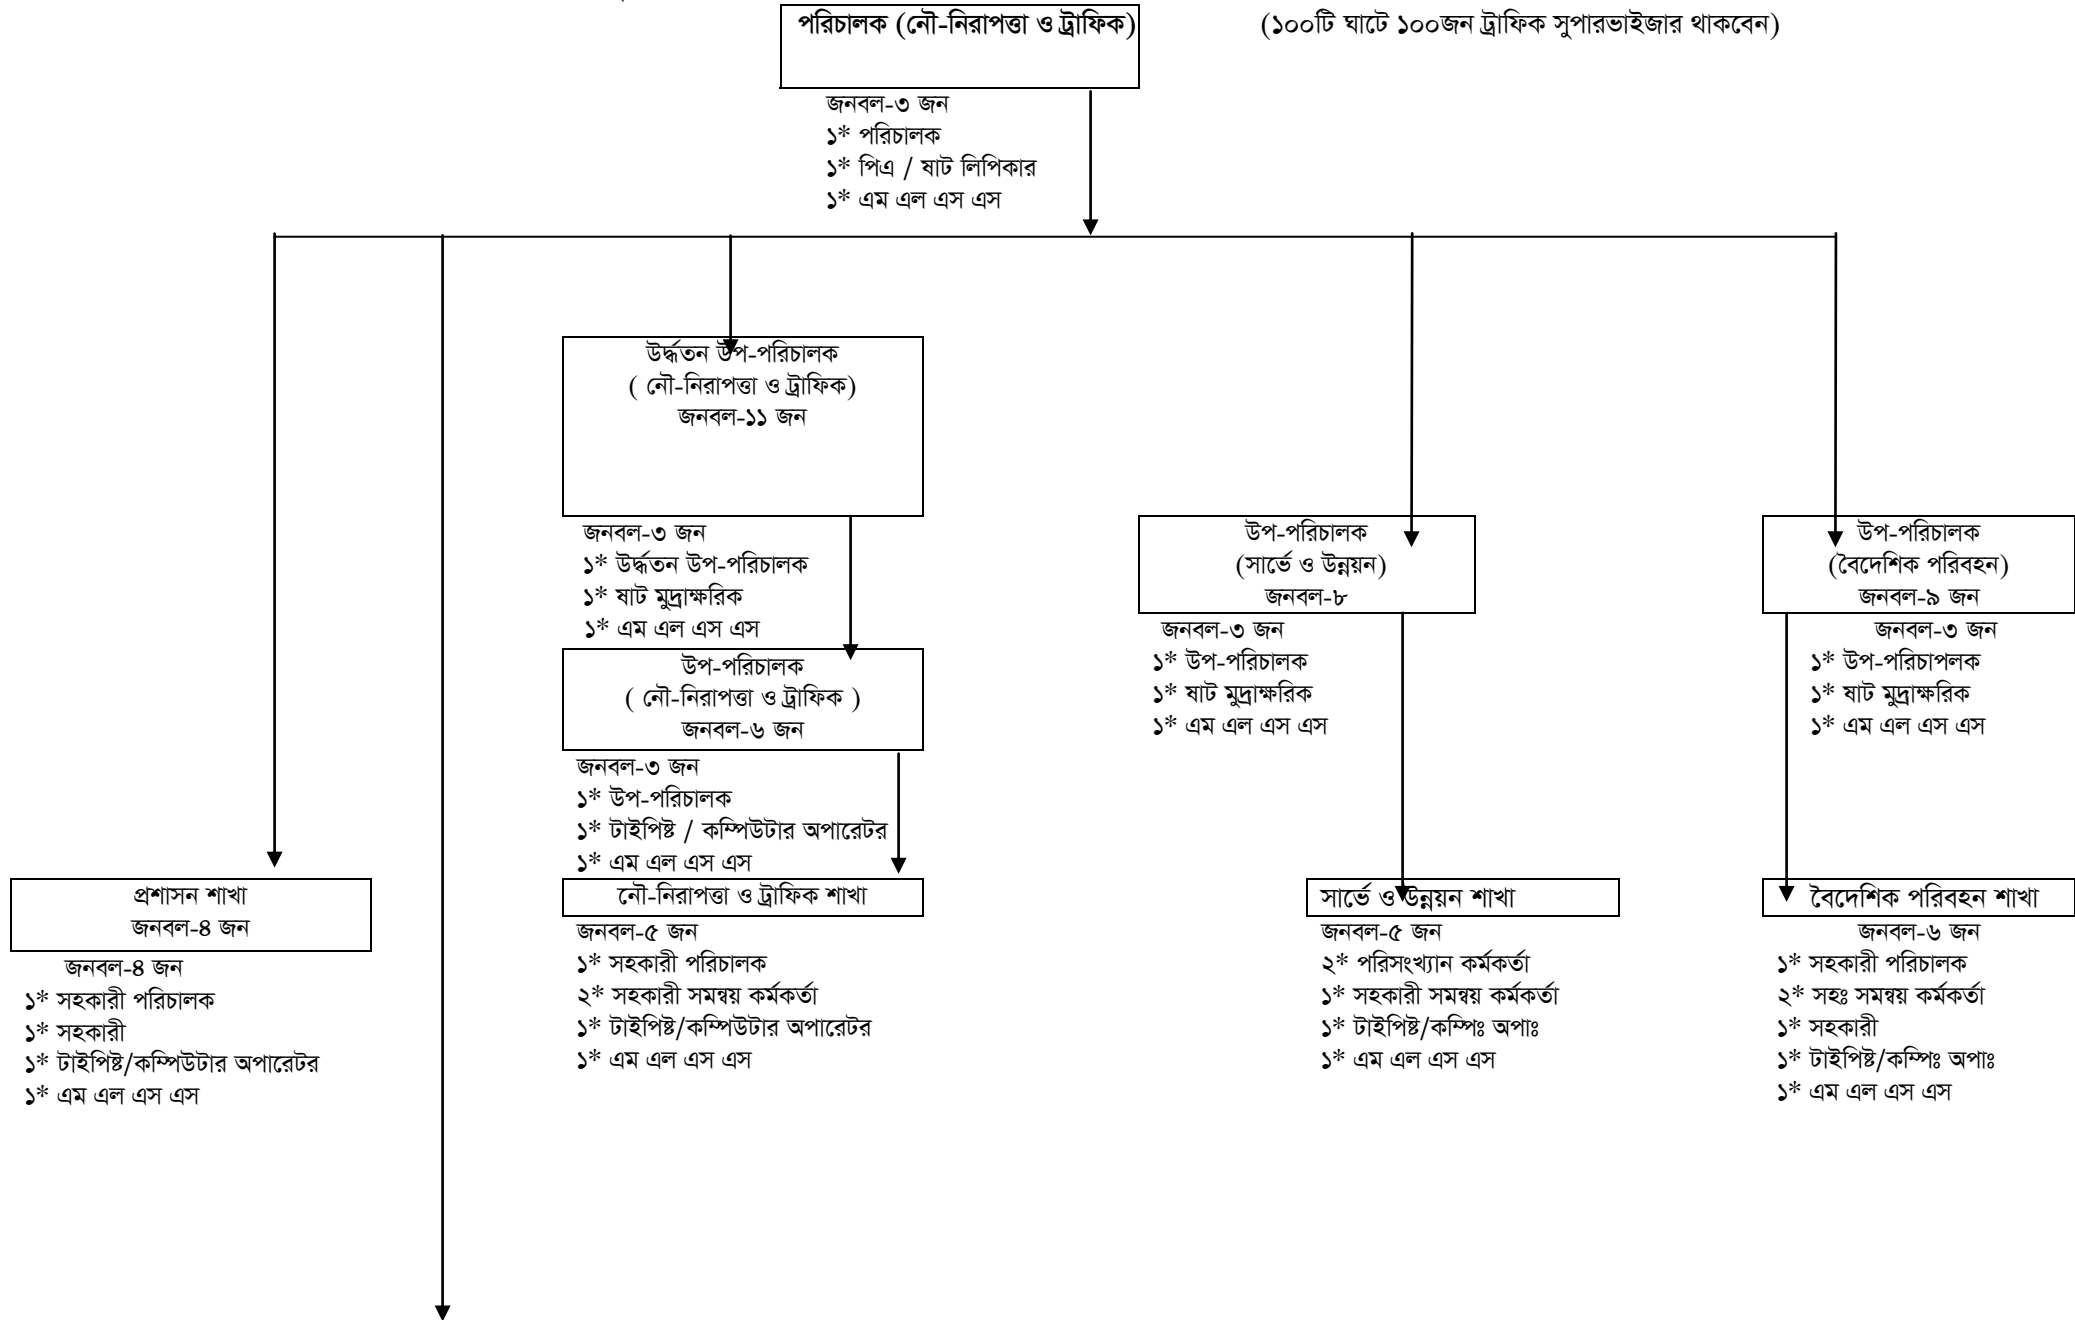 পরিচালক (নৌ-নিরাপত্তা ও ট্রাফিক)
(১০০টি ঘাটে ১০০জন ট্রাফিক সুপারভাইজার থাকবেন)
জনবল-৩ জন
১* পরিচালক
১* পিএ / ষাট লিপিকার
১* এম এল এস এস
উর্দ্ধতন উপ-পরিচালক
( নৌ-নিরাপত্তা ও ট্রাফিক)
জনবল-১১ জন
জনবল-৩ জন
১* উর্দ্ধতন উপ-পরিচালক
১* ষাট মুদ্রাক্ষরিক
১* এম এল এস এস
উপ-পরিচালক
( নৌ-নিরাপত্তা ও ট্রাফিক )
জনবল-৬ জন
জনবল-৩ জন
১* উপ-পরিচালক
১* টাইপিষ্ট / কম্পিউটার অপারেটর
১* এম এল এস এস
উপ-পরিচালক
(সার্ভে ও উন্নয়ন)
জনবল-৮
জনবল-৩ জন
১* উপ-পরিচালক
১* ষাট মুদ্রাক্ষরিক
১* এম এল এস এস
উপ-পরিচালক
(বৈদেশিক পরিবহন)
জনবল-৯ জন
জনবল-৩ জন
১* উপ-পরিচাপলক
১* ষাট মুদ্রাক্ষরিক
১* এম এল এস এস
প্রশাসন শাখা
জনবল-৪ জন
জনবল-৪ জন
১* সহকারী পরিচালক
১* সহকারী
১* টাইপিষ্ট/কম্পিউটার অপারেটর
১* এম এল এস এস
নৌ-নিরাপত্তা ও ট্রাফিক শাখা
জনবল-৫ জন
১* সহকারী পরিচালক
২* সহকারী সমন্বয় কর্মকর্তা
১* টাইপিষ্ট/কম্পিউটার অপারেটর
১* এম এল এস এস
সার্ভে ও উন্নয়ন শাখা
জনবল-৫ জন
২* পরিসংখ্যান কর্মকর্তা
১* সহকারী সমন্বয় কর্মকর্তা
১* টাইপিষ্ট/কম্পিঃ অপাঃ
১* এম এল এস এস
বৈদেশিক পরিবহন শাখা
জনবল-৬ জন
১* সহকারী পরিচালক
২* সহঃ সমন্বয় কর্মকর্তা
১* সহকারী
১* টাইপিষ্ট/কম্পিঃ অপাঃ
১* এম এল এস এস